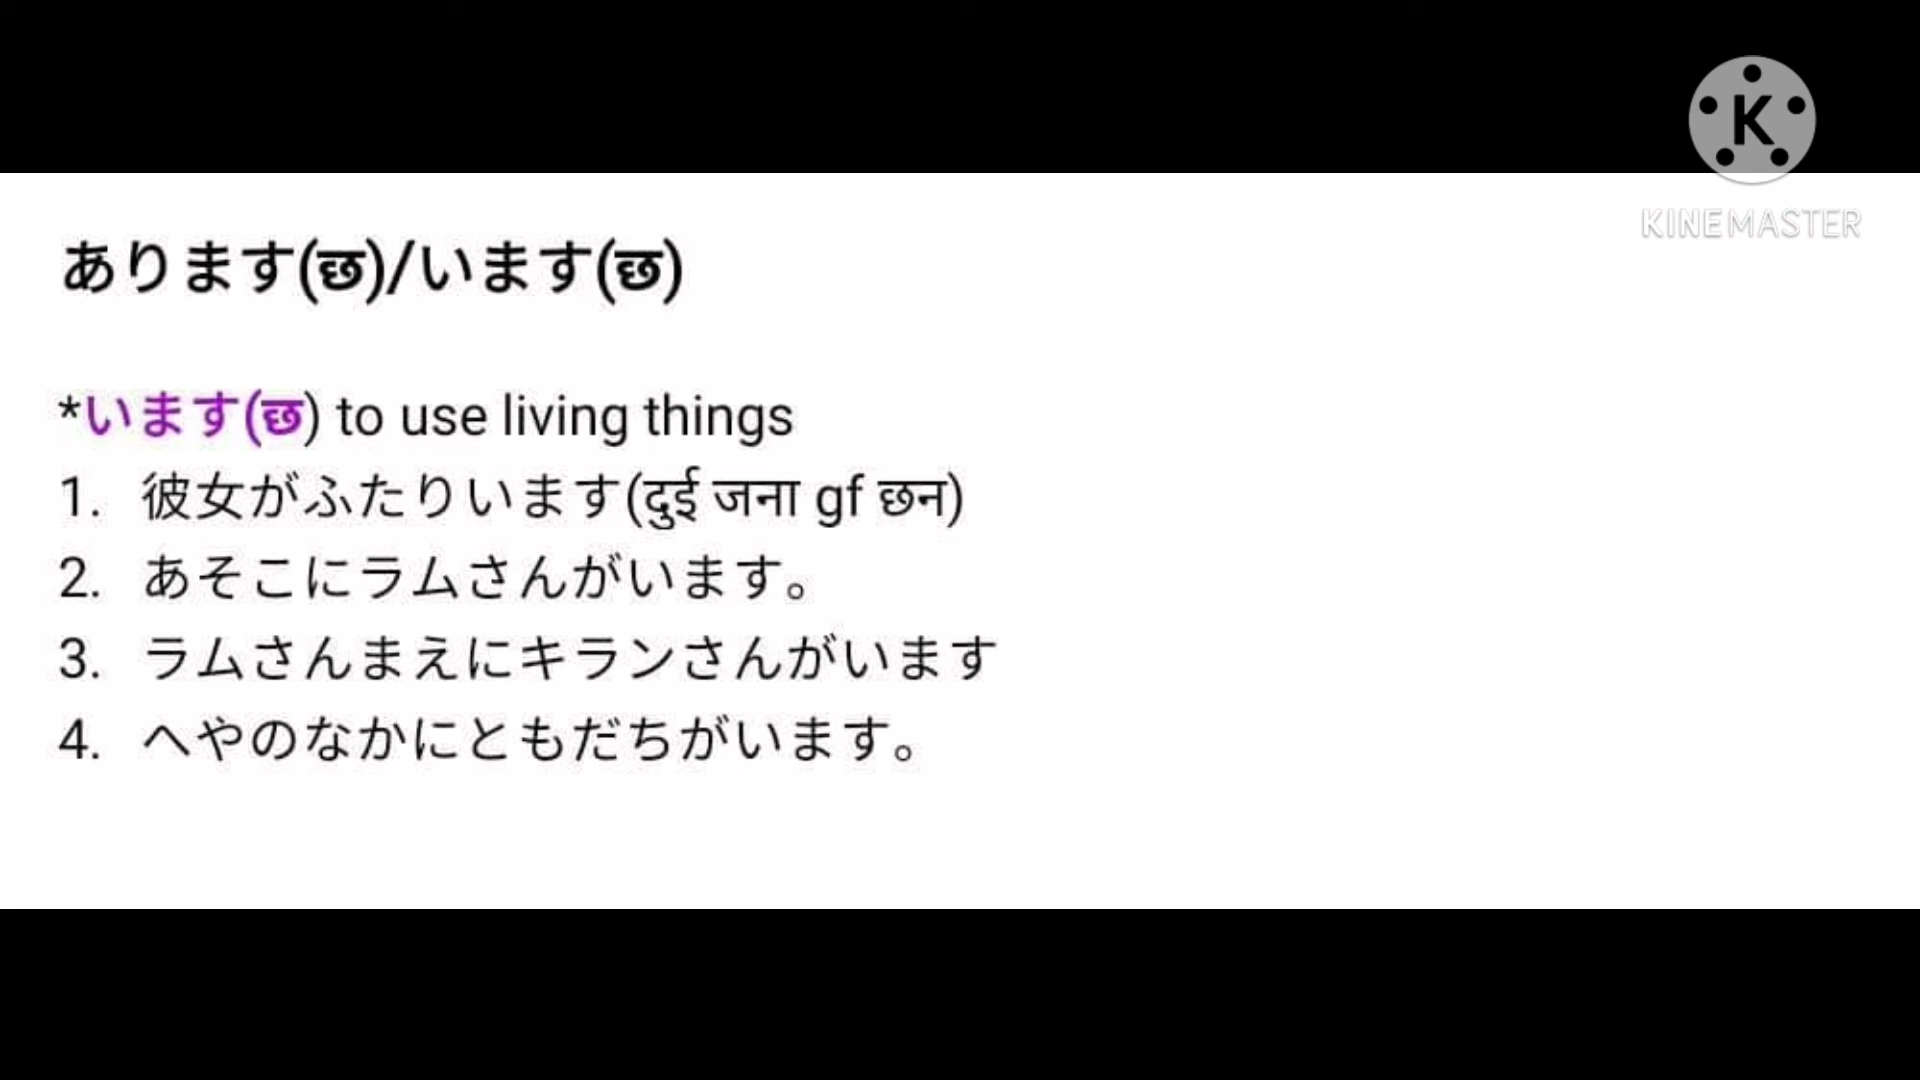 K
KINEMASTER
あります(छ)/います(छ)
*います(छ) to use living things
1. 彼女がふたりいます(दुई जना gf छन)
2. あそこにラムさんがいます。
3. ラムさんまえにキランさんがいます
4. へやのなかにともだちがいます。